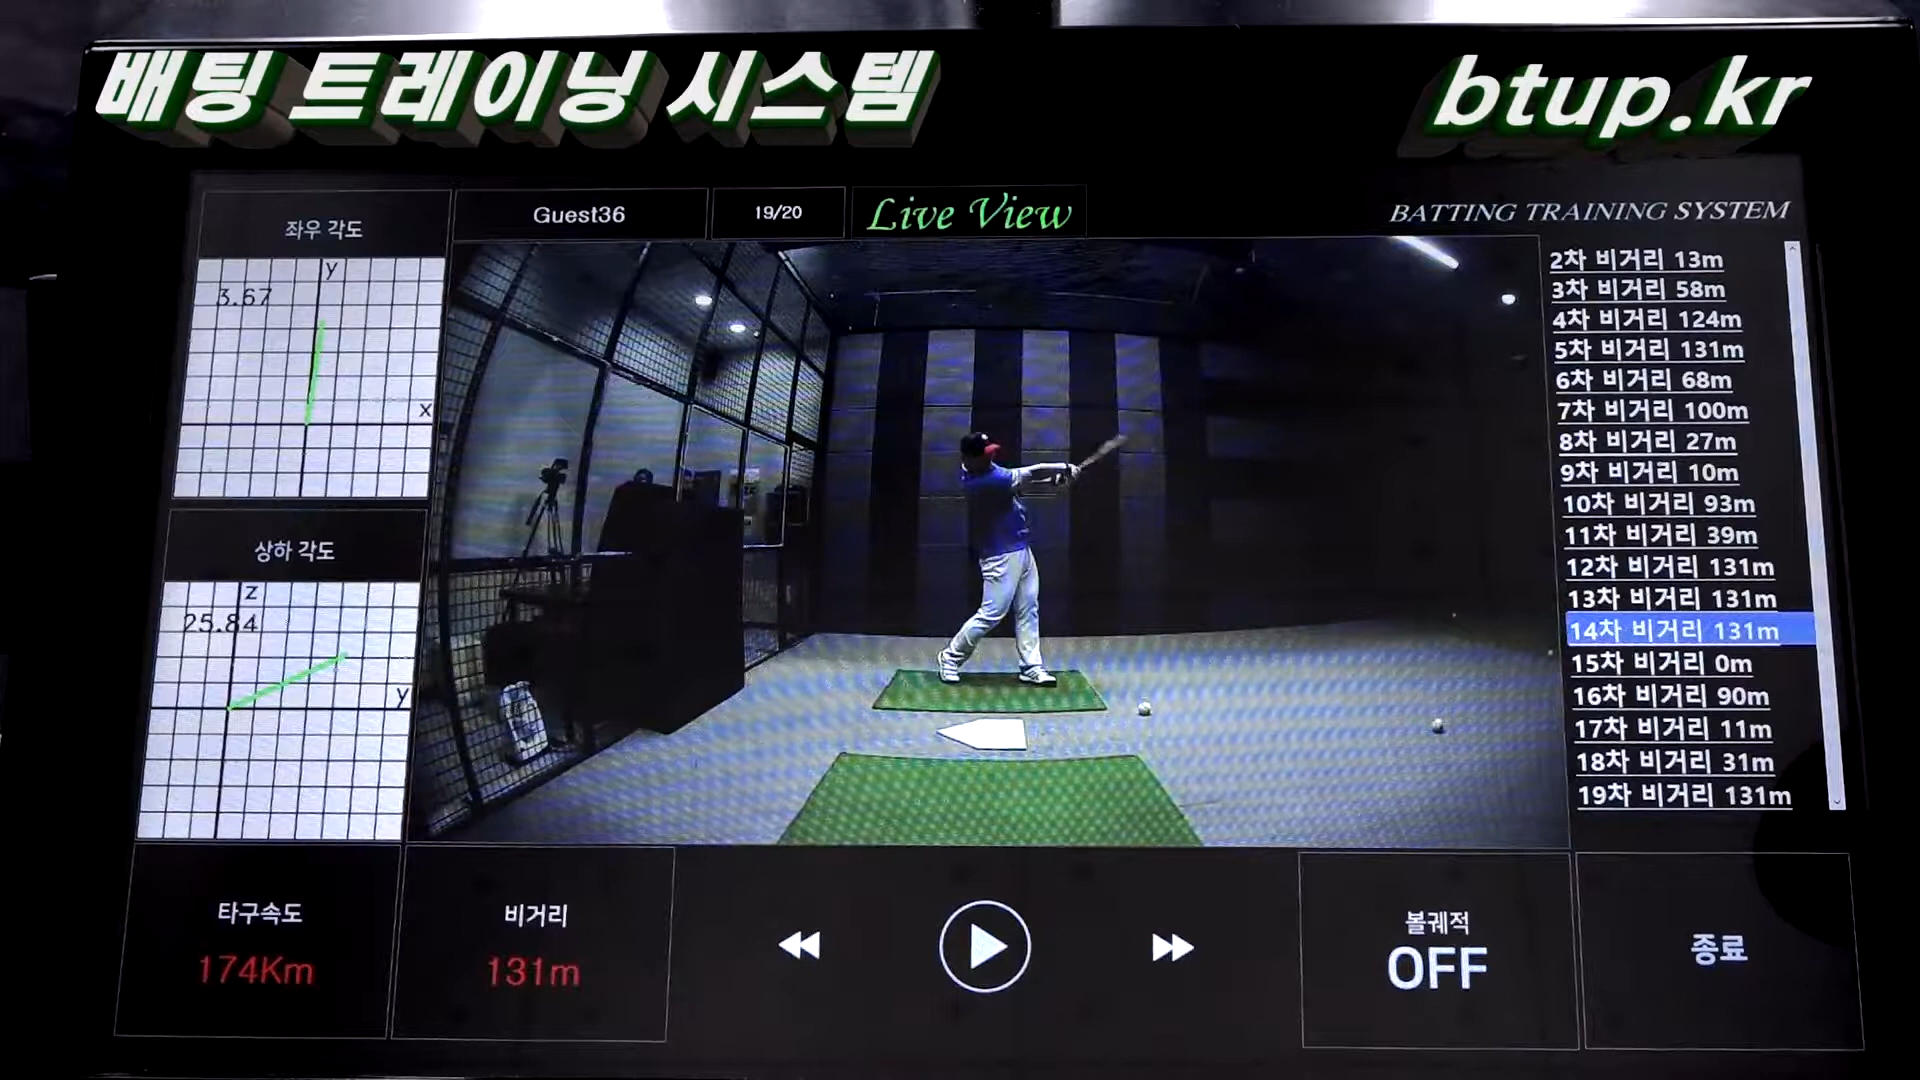 배팅 트레이닝 시스템
btup.kr
좌우 각도
Guest36
19/20
Live View
BATTING TRAINING SYSTEM
y
3.67
x
상하 각도
z
25.84
y
2차 비거리 13m
3차 비거리 58m
4차 비거리 124m
5차 비거리 131m
6차 비거리 68m
7차 비거리 100m
8차 비거리 27m
9차 비거리 10m
10차 비거리 93m
11차 비거리 39m
12차 비거리 131m
13차 비거리 131m
14차 비거리 131m
15차 비거리 0m
16차 비거리 90m
17차 비거리 11m
18차 비거리 31m
19차 비거리 131m
타구속도
174Km
비거리
131m
볼궤적
OFF
종료